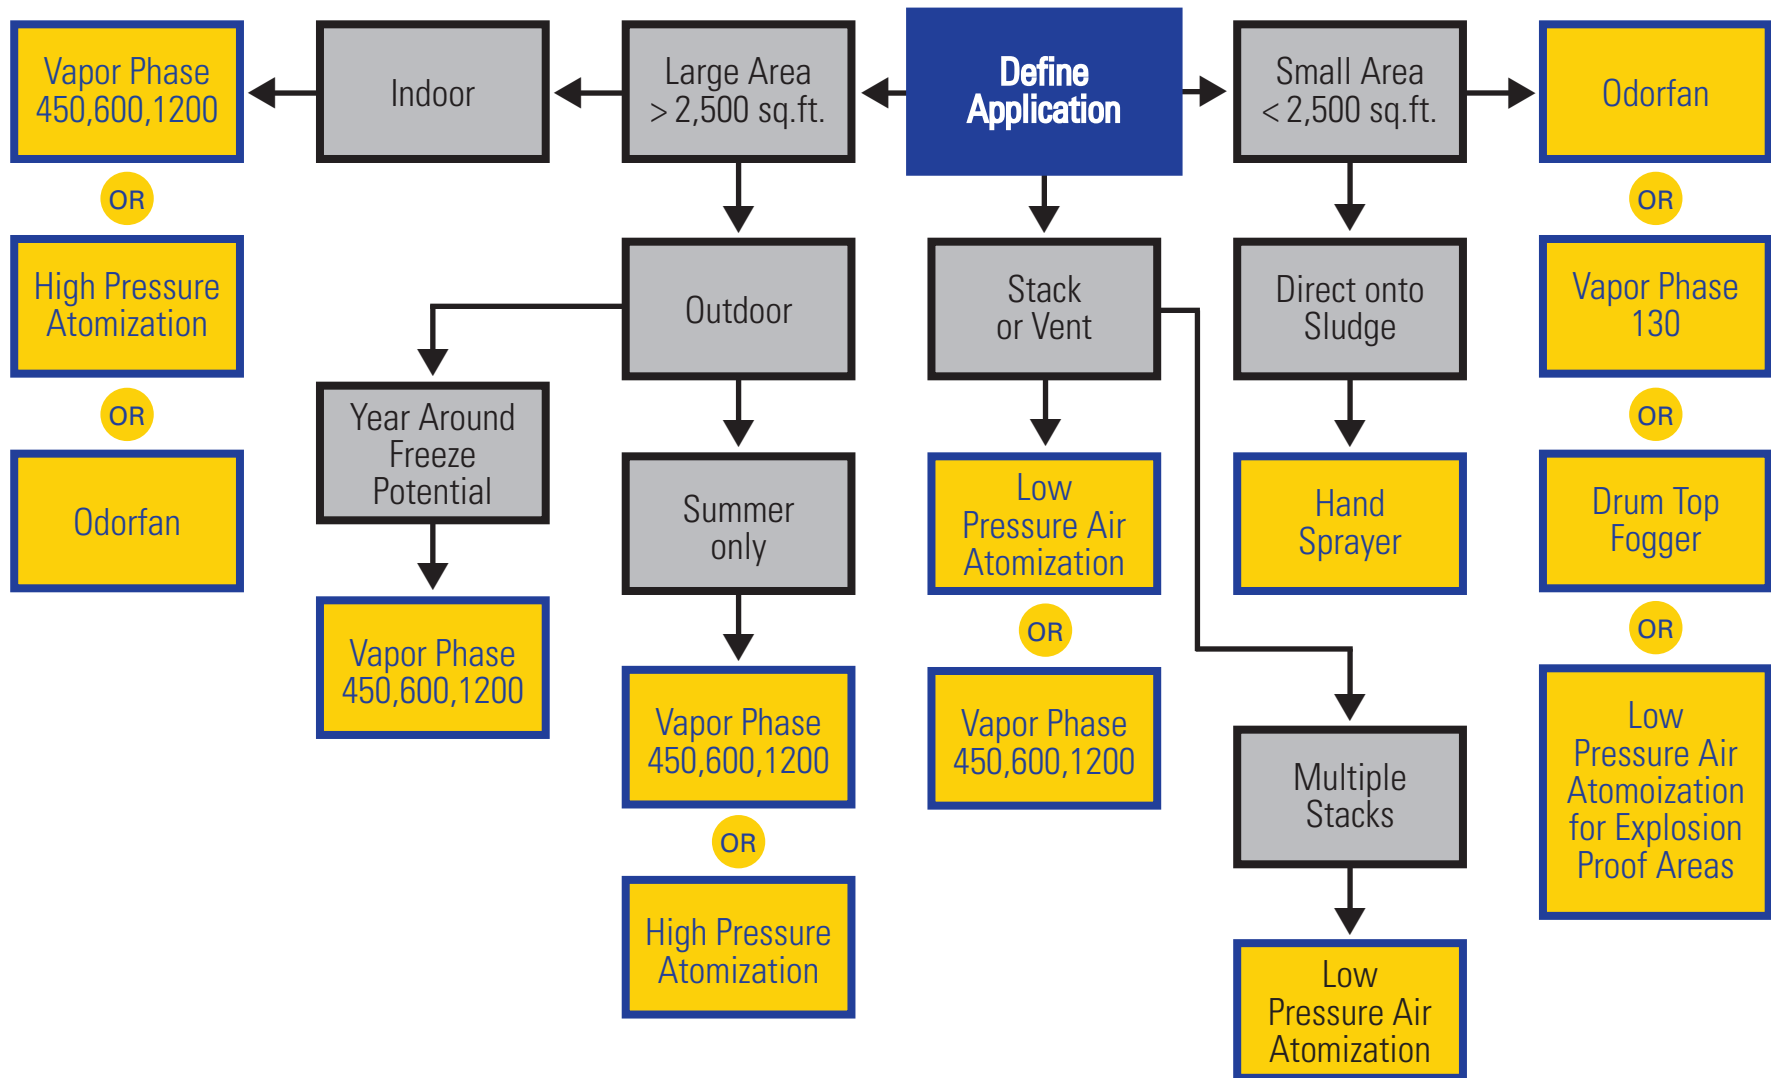 Vapor Phase
450,600,1200
OR
High Pressure
Atomization
OR
Odorfan
Indoor
Large Area
> 2,500 sq.ft.
Define
Application
Small Area
< 2,500 sq.ft.
Odorfan
OR
Vapor Phase
130
OR
Drum Top
Fogger
OR
Low
Pressure Air
Atomoization
for Explosion
Proof Areas
Outdoor
Year Around
Freeze
Potential
Vapor Phase
450,600,1200
Summer
only
Vapor Phase
450,600,1200
OR
High Pressure
Atomization
Stack
or Vent
Low
Pressure Air
Atomization
OR
Vapor Phase
450,600,1200
Direct onto
Sludge
Hand
Sprayer
Multiple
Stacks
Low
Pressure Air
Atomization